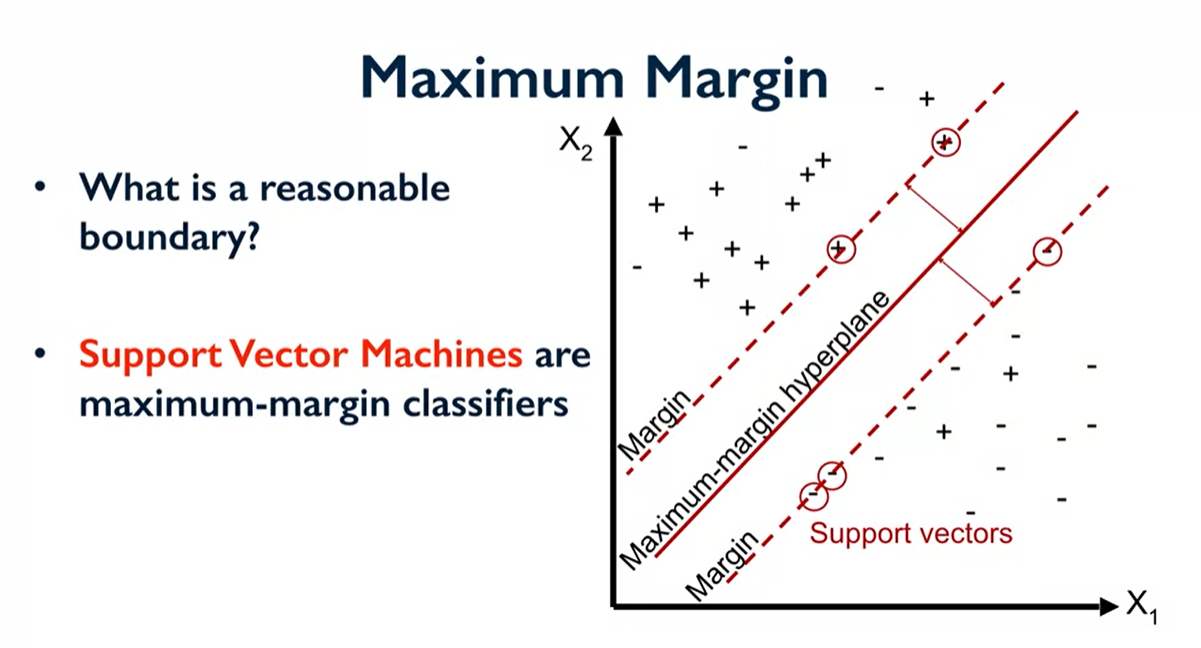 Maximum Margin
• What is a reasonable
boundary?
• Support Vector Machines are
maximum-margin classifiers
X2
Margin
Maximum-margin hyperplane
Margin
Support vectors
X1